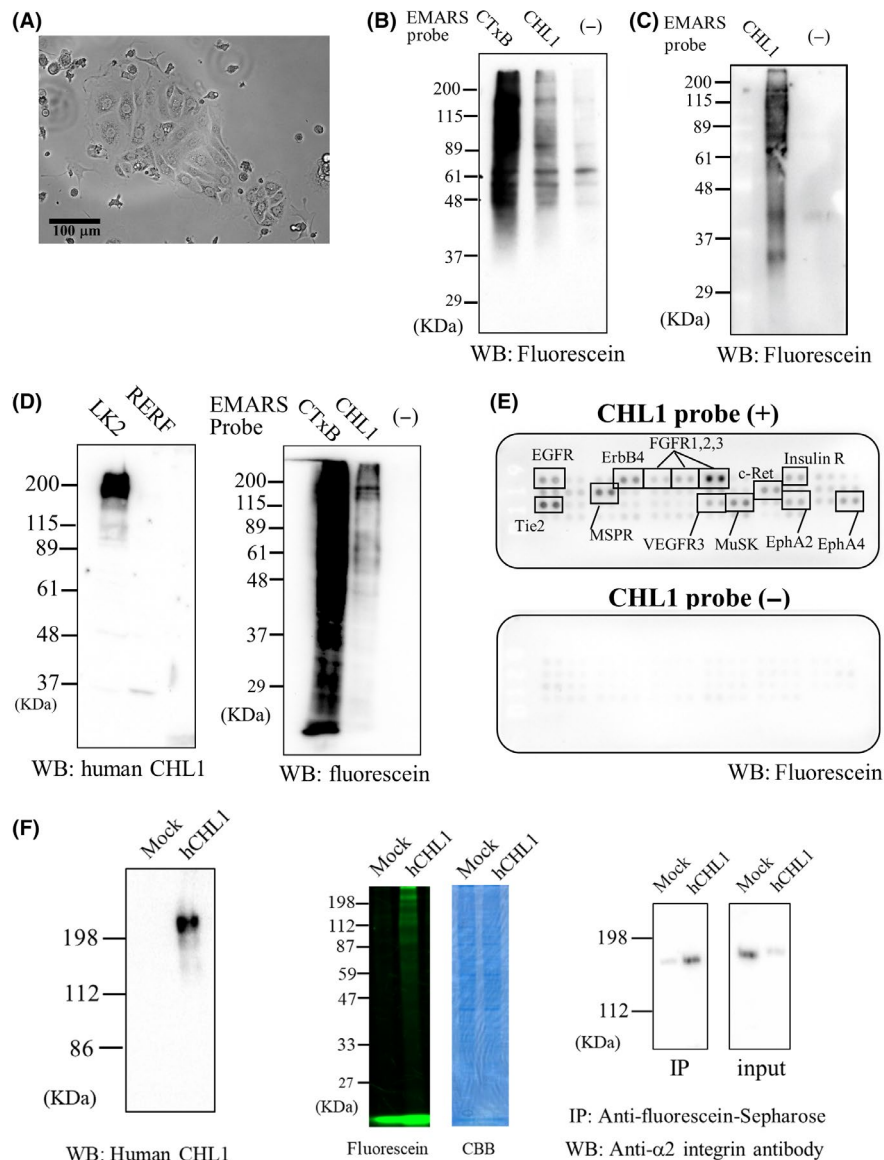 (A)
100 μm
(B)
EMARS
probe
CTxB
CHL1
(−)
200
115
89
61
48
37
29
(KDa)
WB: Fluorescein
(C)
EMARS
probe
CHL1
(−)
200
115
89
61
48
37
29
(KDa)
WB: Fluorescein
(D)
LK2
RERF
200
115
89
61
48
37
(KDa)
WB: human CHL1
EMARS
Probe
CTxB
CHL1
(−)
200
115
89
61
48
37
29
(KDa)
WB: fluorescein
(E)
CHL1 probe (+)
EGFR
ErbB4
FGFR1,2,3
c-Ret
Insulin R
Tie2
MSPR
VEGFR3
MuSK
EphA2
EphA4
CHL1 probe (−)
WB: Fluorescein
(F)
Mock
hCHL1
198
112
86
(KDa)
WB: Human CHL1
Mock
hCHL1
Mock
hCHL1
198
112
87
59
47
33
27
(KDa)
Fluorescein
CBB
Mock
hCHL1
Mock
hCHL1
198
112
(KDa)
IP
input
IP: Anti-fluorescein-Sepharose
WB: Anti-α2 integrin antibody